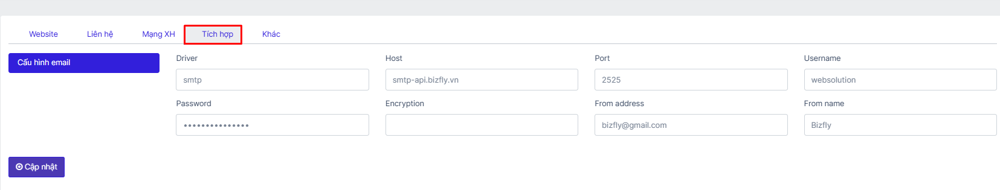 Website Liên hệ Mạng XH Tích hợp Khác
Cấu hình email
Driver Host Port Username
smtp smtp-api.bizfly.vn 2525 websolution
Password Encryption From address From name
••••••••••••••• bizfly@gmail.com Bizfly
Cập nhật